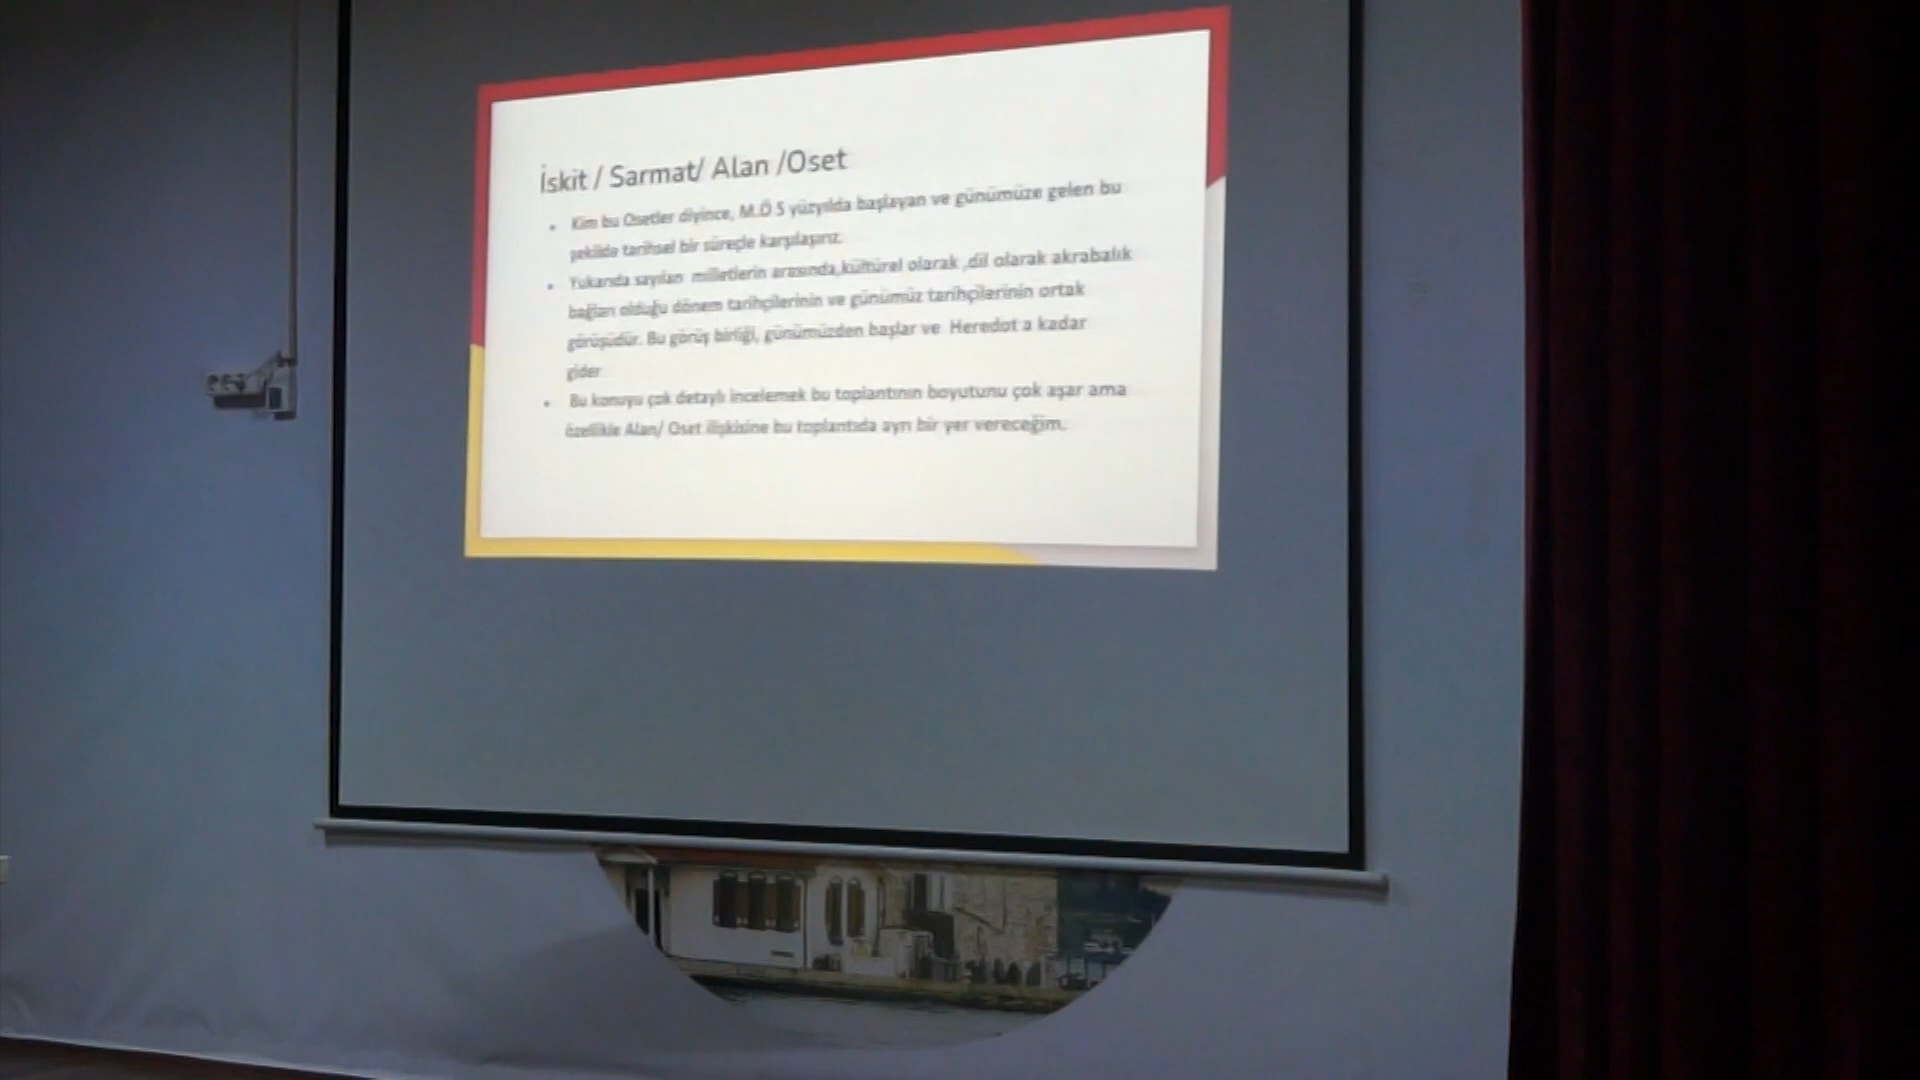 İskit / Sarmat/ Alan /Oset
• Kim bu Osetler diyince, M.Ö 5 yüzyılda başlayan ve günümüze gelen bu
şekilde tarihsel bir süreçle karşılaşırız.
• Yukarıda sayılan milletlerin arasında,kültürel olarak ,dil olarak akrabalık
bağları olduğu dönem tarihçilerinin ve günümüz tarihçilerinin ortak
görüşüdür. Bu görüş birliği, günümüzden başlar ve Heredot a kadar
gider
• Bu konuyu çok detaylı incelemek bu toplantının boyutunu çok aşar ama
özellikle Alan/ Oset ilişkisine bu toplantıda ayrı bir yer vereceğim.